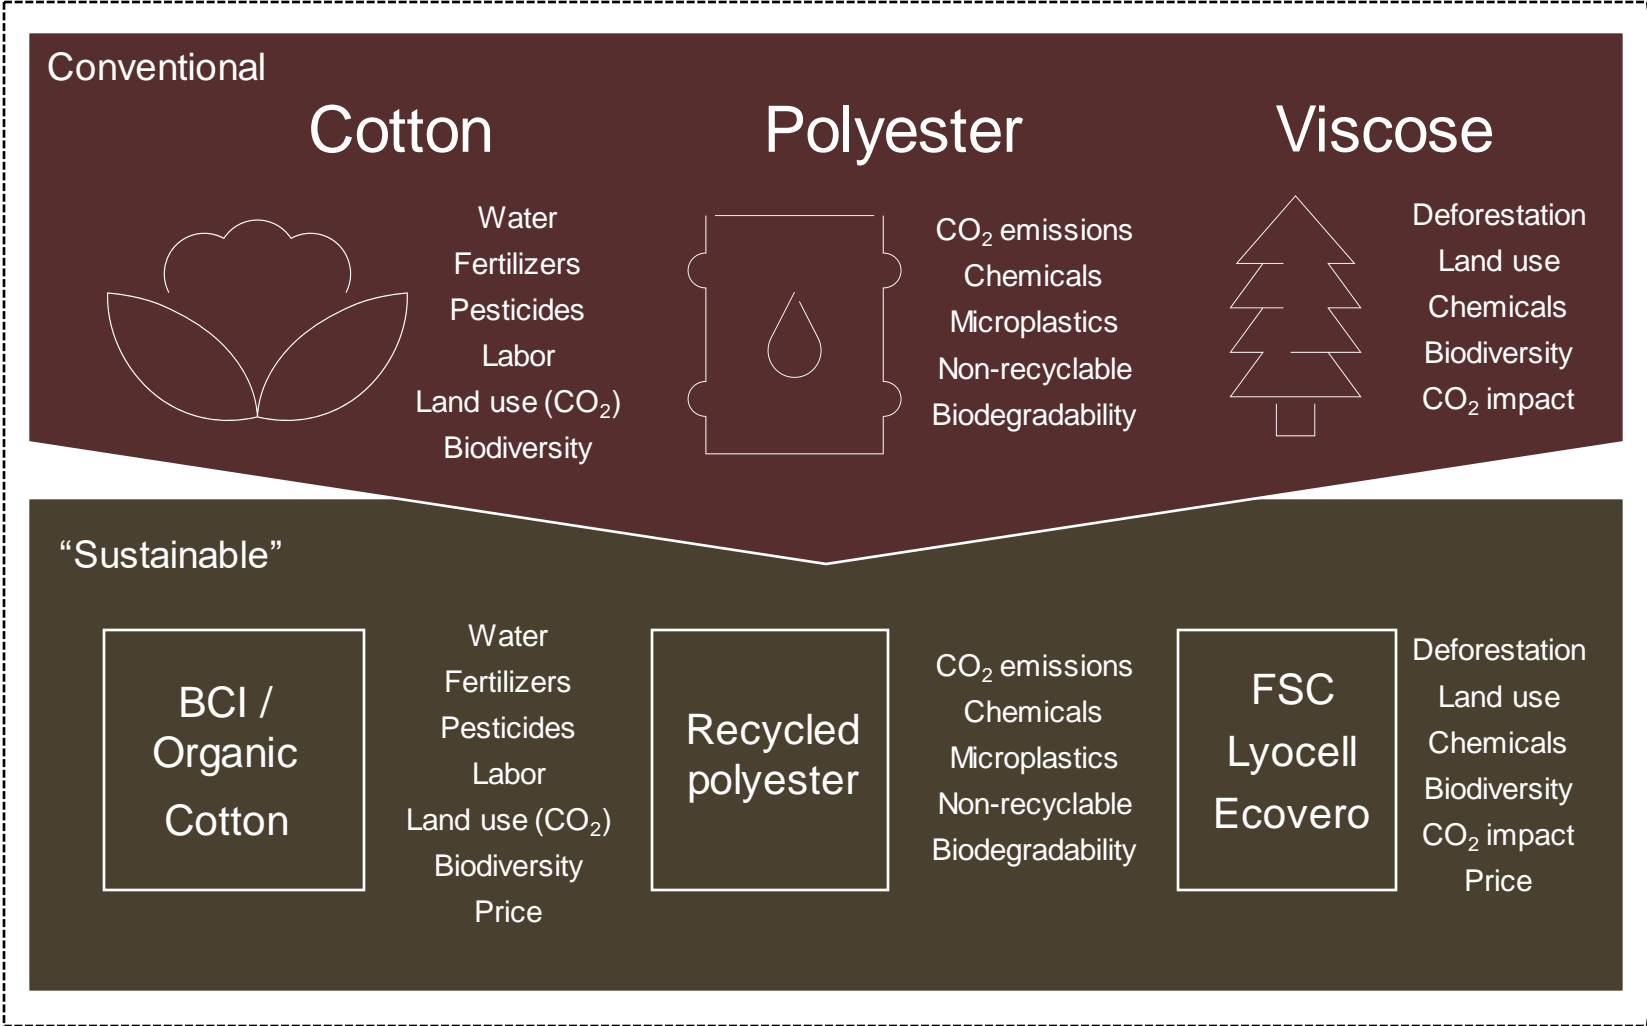 Conventional
Cotton
Water
Fertilizers
Pesticides
Labor
Land use (CO₂)
Biodiversity
Polyester
CO₂ emissions
Chemicals
Microplastics
Non-recyclable
Biodegradability
Viscose
Deforestation
Land use
Chemicals
Biodiversity
CO₂ impact
“Sustainable”
BCI /
Organic
Cotton
Water
Fertilizers
Pesticides
Labor
Land use (CO₂)
Biodiversity
Price
Recycled
polyester
CO₂ emissions
Chemicals
Microplastics
Non-recyclable
Biodegradability
FSC
Lyocell
Ecovero
Deforestation
Land use
Chemicals
Biodiversity
CO₂ impact
Price